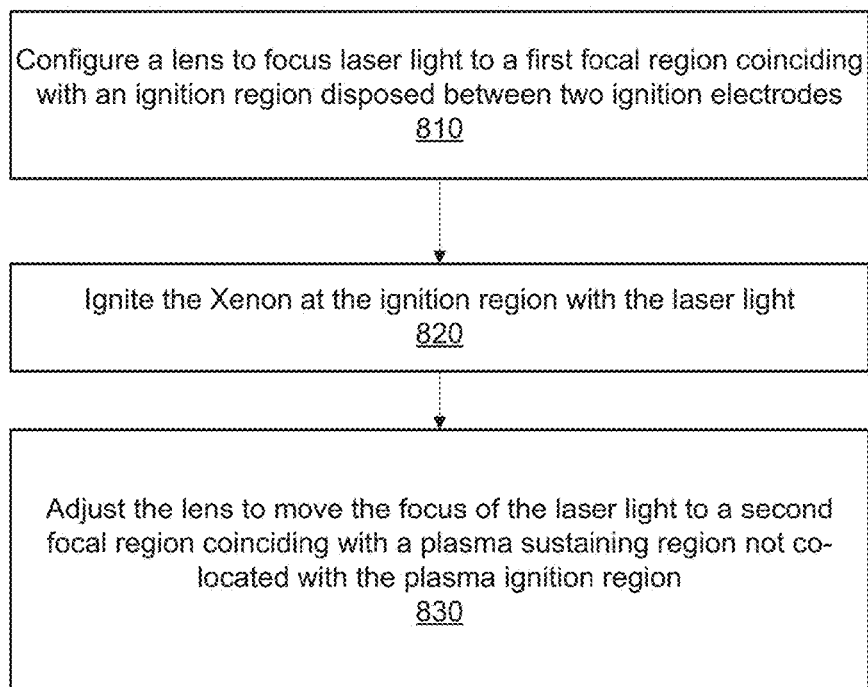 Configure a lens to focus laser light to a first focal region coinciding
with an ignition region disposed between two ignition electrodes
810
Ignite the Xenon at the ignition region with the laser light
820
Adjust the lens to move the focus of the laser light to a second
focal region coinciding with a plasma sustaining region not co-
located with the plasma ignition region
830